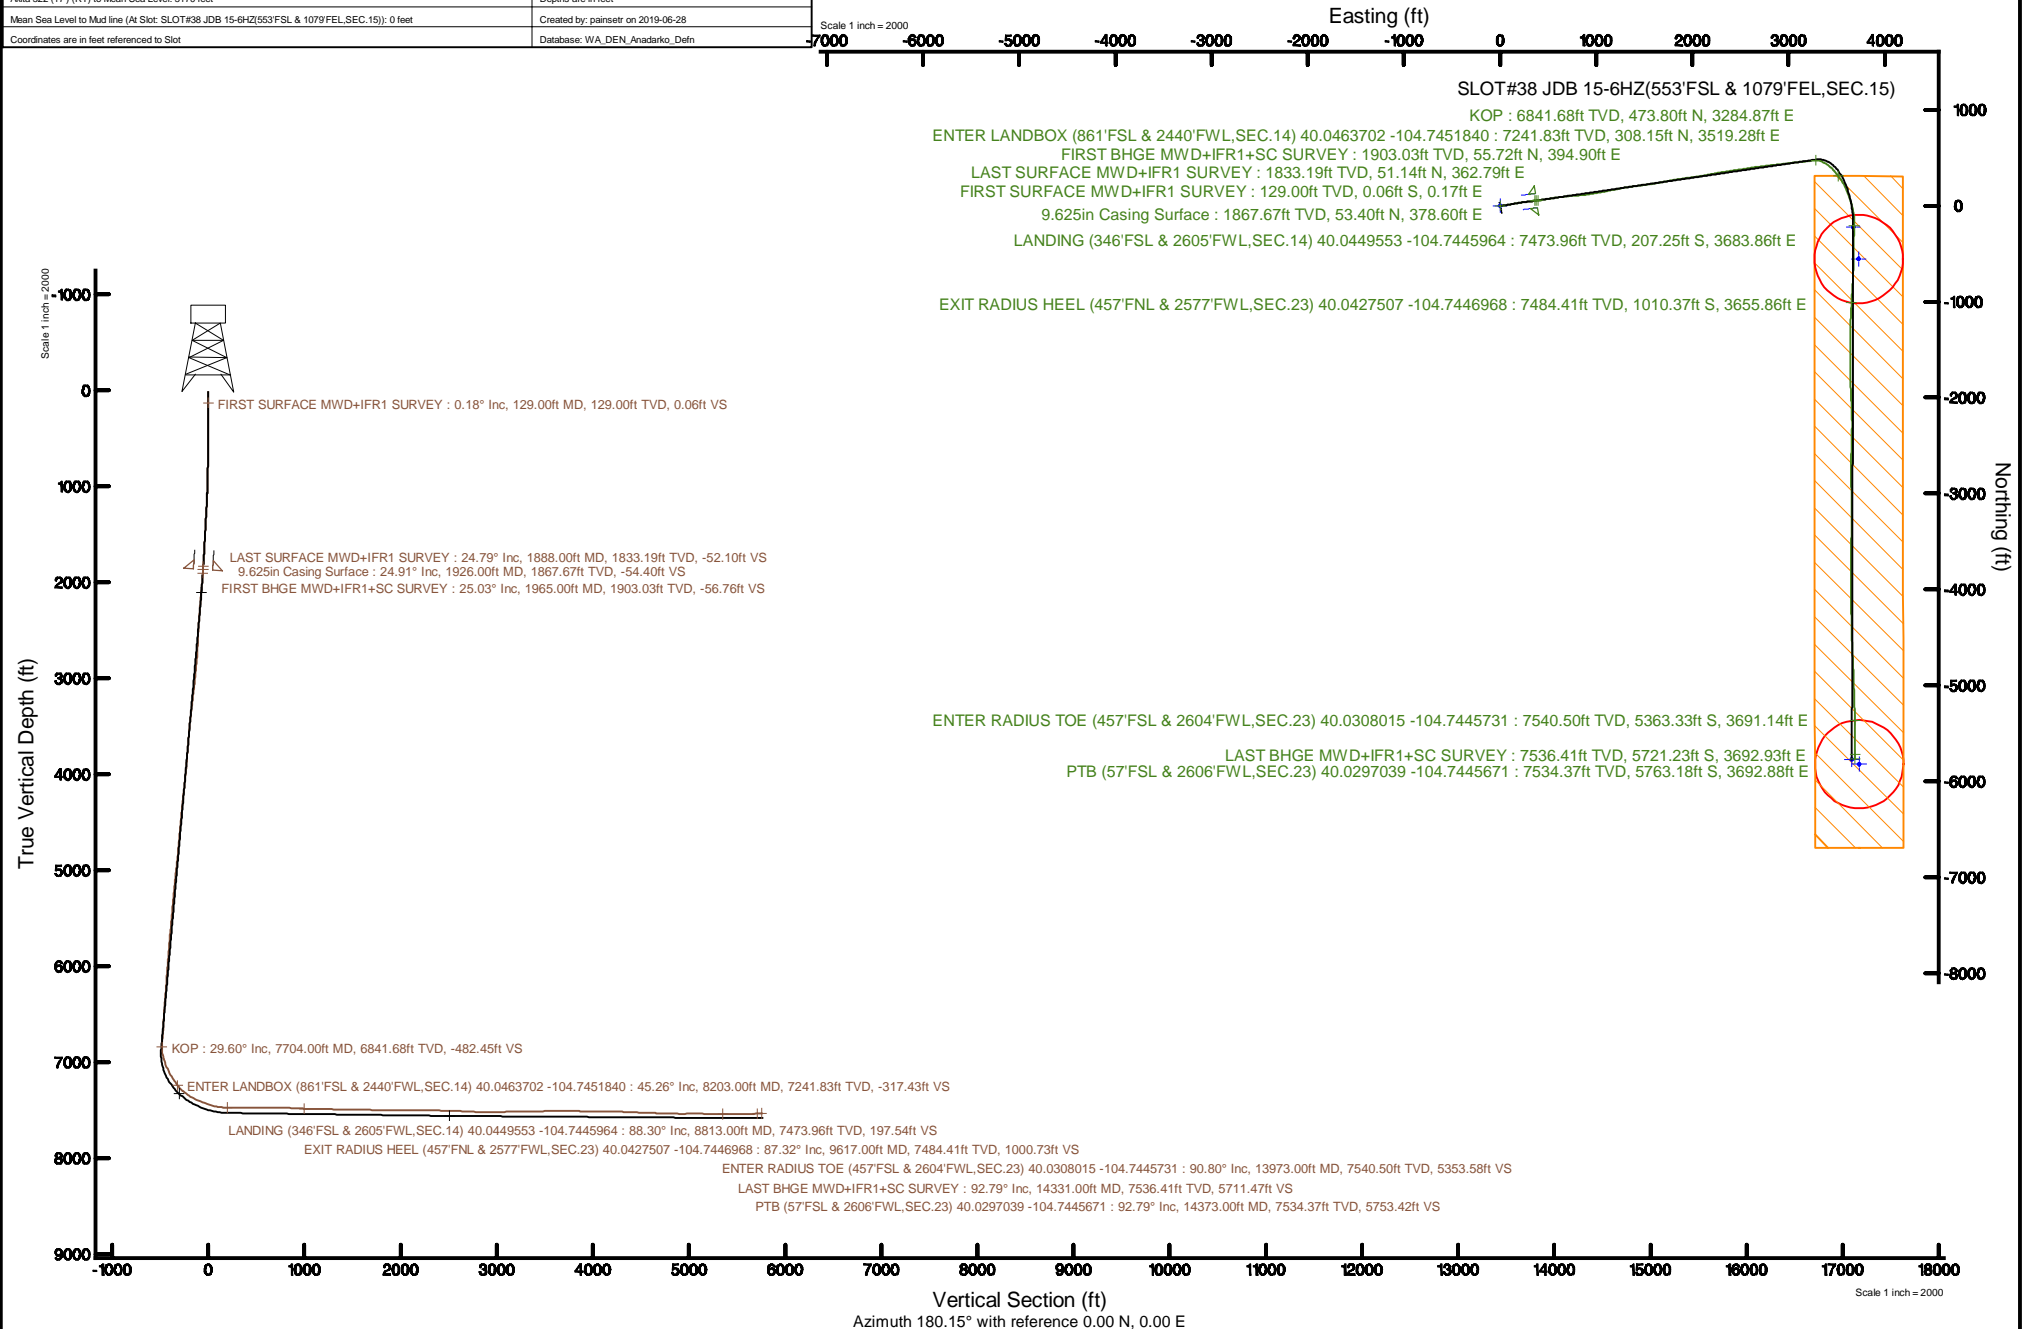 Mean Sea Level to Mud line (At Slot: SLOT#38 JDB 15-6HZ(553'FSL & 1079'FEL,SEC.15)): 0 feet
Created by: painsetr on 2019-06-28
Coordinates are in feet referenced to Slot
Database: WA_DEN_Anadarko_Defn
Easting (ft)
Scale 1 inch = 2000
-7000 -6000 -5000 -4000 -3000 -2000 -1000 0 1000 2000 3000 4000
SLOT#38 JDB 15-6HZ(553'FSL & 1079'FEL,SEC.15)
KOP : 6841.68ft TVD, 473.80ft N, 3284.87ft E
ENTER LANDBOX (861'FSL & 2440'FWL,SEC.14) 40.0463702 -104.7451840 : 7241.83ft TVD, 308.15ft N, 3519.28ft E
FIRST BHGE MWD+IFR1+SC SURVEY : 1903.03ft TVD, 55.72ft N, 394.90ft E
LAST SURFACE MWD+IFR1 SURVEY : 1833.19ft TVD, 51.14ft N, 362.79ft E
FIRST SURFACE MWD+IFR1 SURVEY : 129.00ft TVD, 0.06ft S, 0.17ft E
9.625in Casing Surface : 1867.67ft TVD, 53.40ft N, 378.60ft E
LANDING (346'FSL & 2605'FWL,SEC.14) 40.0449553 -104.7445964 : 7473.96ft TVD, 207.25ft S, 3683.86ft E
EXIT RADIUS HEEL (457'FNL & 2577'FWL,SEC.23) 40.0427507 -104.7446968 : 7484.41ft TVD, 1010.37ft S, 3655.86ft E
ENTER RADIUS TOE (457'FSL & 2604'FWL,SEC.23) 40.0308015 -104.7445731 : 7540.50ft TVD, 5363.33ft S, 3691.14ft E
LAST BHGE MWD+IFR1+SC SURVEY : 7536.41ft TVD, 5721.23ft S, 3692.93ft E
PTB (57'FSL & 2606'FWL,SEC.23) 40.0297039 -104.7445671 : 7534.37ft TVD, 5763.18ft S, 3692.88ft E
1000
0
-1000
-2000
-3000
-4000
-5000
-6000
-7000
-8000
Northing (ft)
Scale 1 inch = 2000
True Vertical Depth (ft)
-1000
0
1000
2000
3000
4000
5000
6000
7000
8000
9000
FIRST SURFACE MWD+IFR1 SURVEY : 0.18° Inc, 129.00ft MD, 129.00ft TVD, 0.06ft VS
LAST SURFACE MWD+IFR1 SURVEY : 24.79° Inc, 1888.00ft MD, 1833.19ft TVD, -52.10ft VS
9.625in Casing Surface : 24.91° Inc, 1926.00ft MD, 1867.67ft TVD, -54.40ft VS
FIRST BHGE MWD+IFR1+SC SURVEY : 25.03° Inc, 1965.00ft MD, 1903.03ft TVD, -56.76ft VS
KOP : 29.60° Inc, 7704.00ft MD, 6841.68ft TVD, -482.45ft VS
ENTER LANDBOX (861'FSL & 2440'FWL,SEC.14) 40.0463702 -104.7451840 : 45.26° Inc, 8203.00ft MD, 7241.83ft TVD, -317.43ft VS
LANDING (346'FSL & 2605'FWL,SEC.14) 40.0449553 -104.7445964 : 88.30° Inc, 8813.00ft MD, 7473.96ft TVD, 197.54ft VS
EXIT RADIUS HEEL (457'FNL & 2577'FWL,SEC.23) 40.0427507 -104.7446968 : 87.32° Inc, 9617.00ft MD, 7484.41ft TVD, 1000.73ft VS
ENTER RADIUS TOE (457'FSL & 2604'FWL,SEC.23) 40.0308015 -104.7445731 : 90.80° Inc, 13973.00ft MD, 7540.50ft TVD, 5353.58ft VS
LAST BHGE MWD+IFR1+SC SURVEY : 92.79° Inc, 14331.00ft MD, 7536.41ft TVD, 5711.47ft VS
PTB (57'FSL & 2606'FWL,SEC.23) 40.0297039 -104.7445671 : 92.79° Inc, 14373.00ft MD, 7534.37ft TVD, 5753.42ft VS
-1000 0 1000 2000 3000 4000 5000 6000 7000 8000 9000 10000 11000 12000 13000 14000 15000 16000 17000 18000
Vertical Section (ft)
Scale 1 inch = 2000
Azimuth 180.15° with reference 0.00 N, 0.00 E